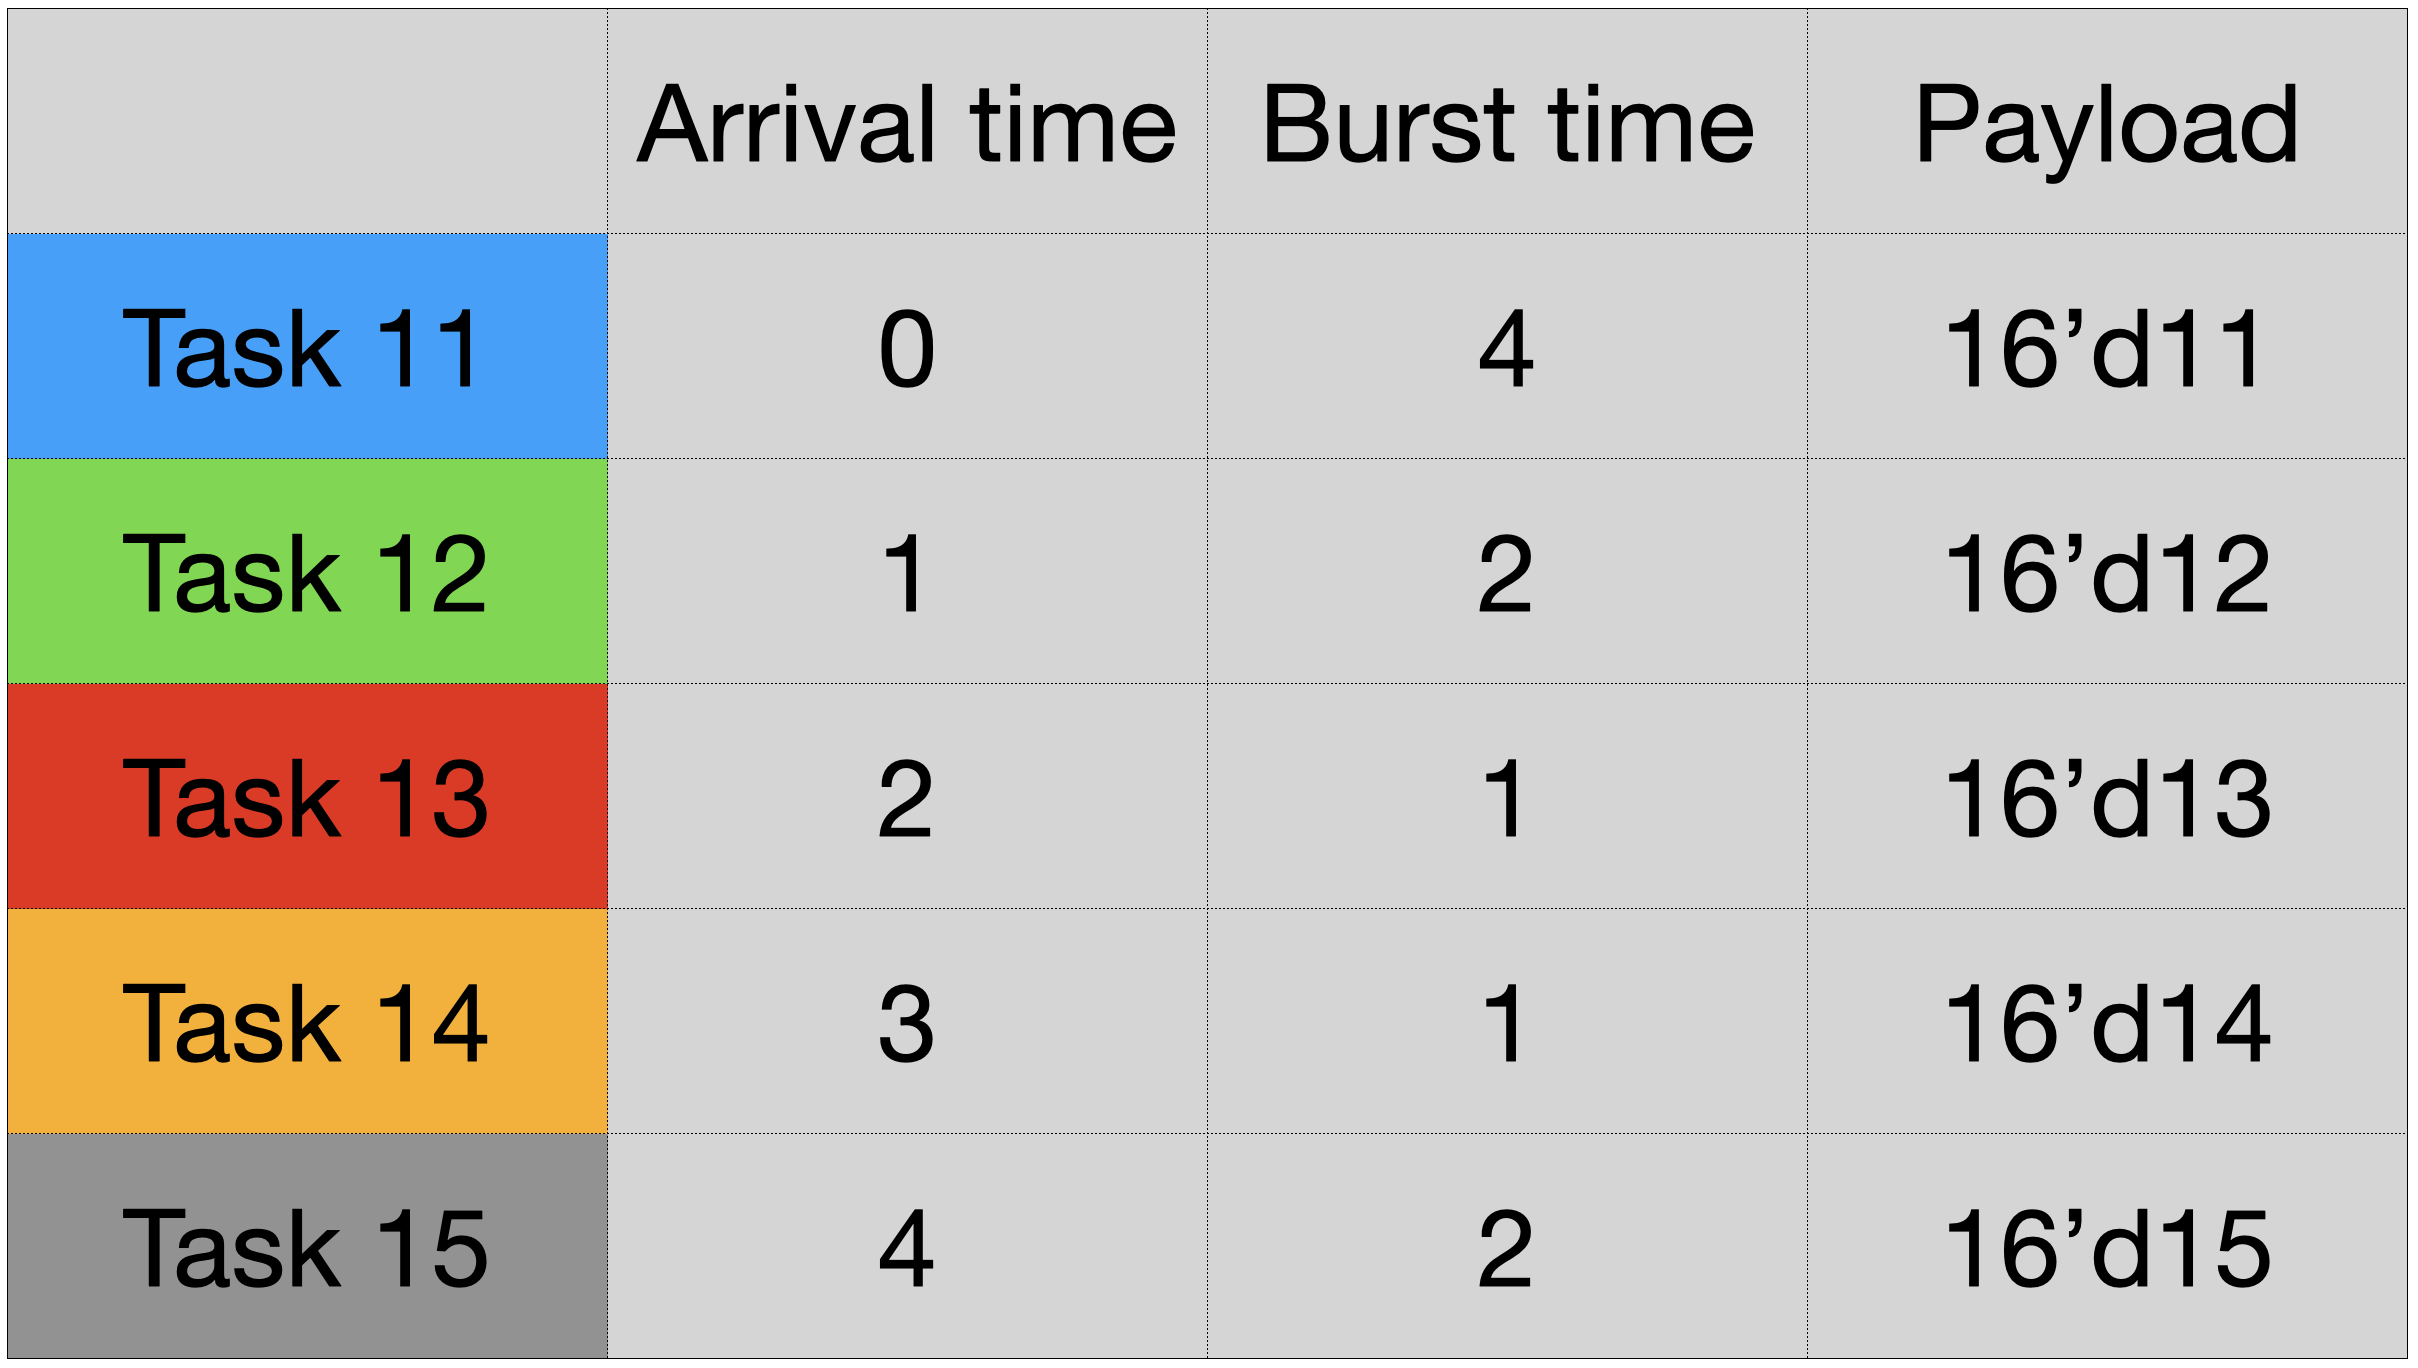 Arrival time Burst time Payload
Task 11 0 4 16’d11
Task 12 1 2 16’d12
Task 13 2 1 16’d13
Task 14 3 1 16’d14
Task 15 4 2 16’d15